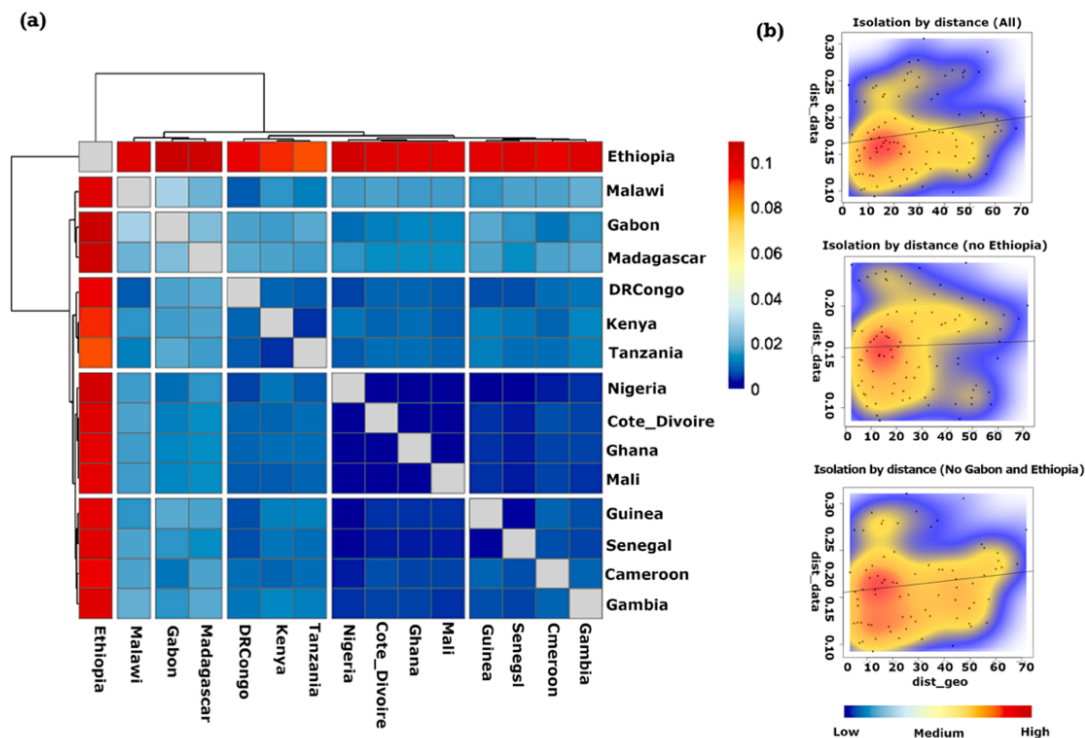 (a)
Ethiopia
Malawi
Gabon
Madagascar
DRCongo
Kenya
Tanzania
Nigeria
Cote_Divoire
Ghana
Mali
Guinea
Senegal
Cameroon
Gambia
Ethiopia
Malawi
Gabon
Madagascar
DRCongo
Kenya
Tanzania
Nigeria
Cote_Divoire
Ghana
Mali
Guinea
Senegsl
Cmeroon
Gambia
0.1
0.08
0.06
0.04
0.02
0
(b)
Isolation by distance (All)
dist_data
0.30
0.25
0.20
0.15
0.10
0 10 20 30 40 50 60 70
Isolation by distance (no Ethiopia)
dist_data
0.20
0.15
0.10
0 10 20 30 40 50 60 70
Isolation by distance (No Gabon and Ethiopia)
dist_data
0.30
0.25
0.20
0.15
0.10
0 10 20 30 40 50 60 70
dist_geo
Low Medium High